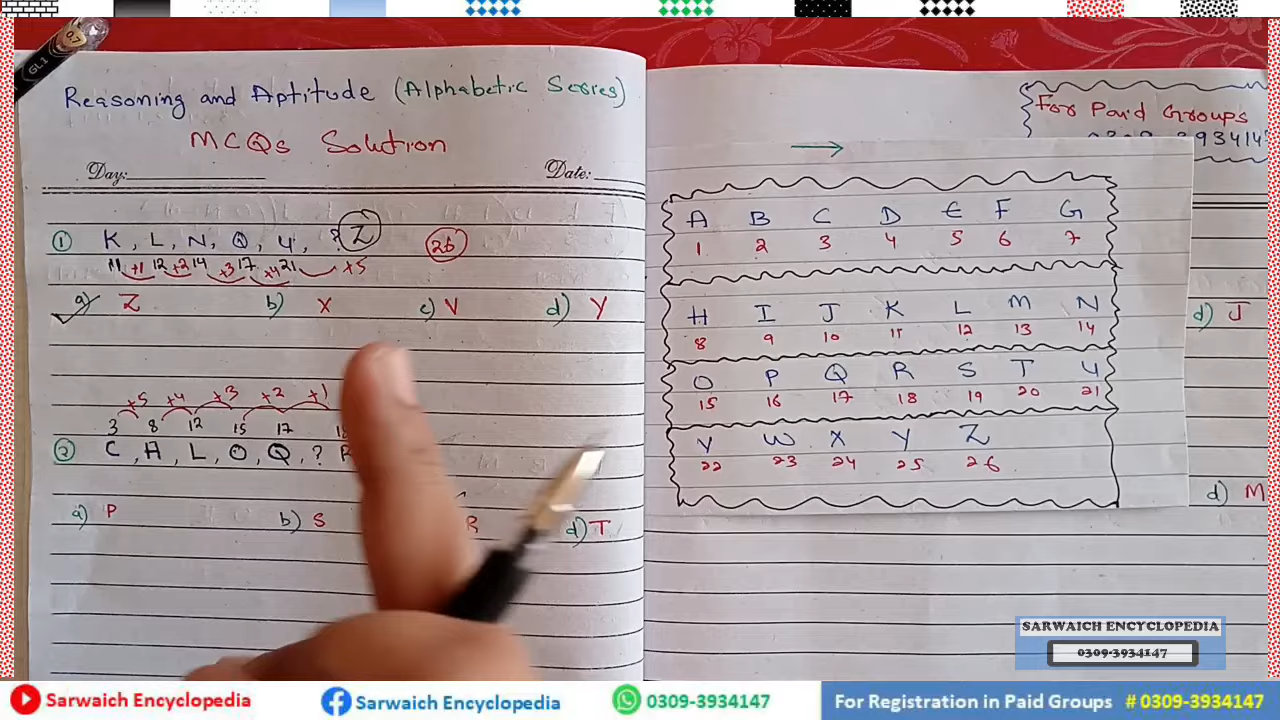 Reasoning and Aptitude (Alphabetic Series)
MCQs Solution
Day:
Date:
① K, L, N, Q, U, ? Z 26
11 +1 12 +2 14 +3 17 +4 21 +5
a) Z b) X c) V d) Y
+5 +4 +3 +2 +1
3 8 12 15 17
② C, H, L, O, Q, ? R
a) P b) S R d) T
For Paid Groups
A B C D E F G
1 2 3 4 5 6 7
H I J K L M N
8 9 10 11 12 13 14
O P Q R S T U
15 16 17 18 19 20 21
V W X Y Z
22 23 24 25 26
d) J
d) M
GL1 0.7
SARWAICH ENCYCLOPEDIA
0309-3934147
Sarwaich Encyclopedia
Sarwaich Encyclopedia
0309-3934147
For Registration in Paid Groups # 0309-3934147